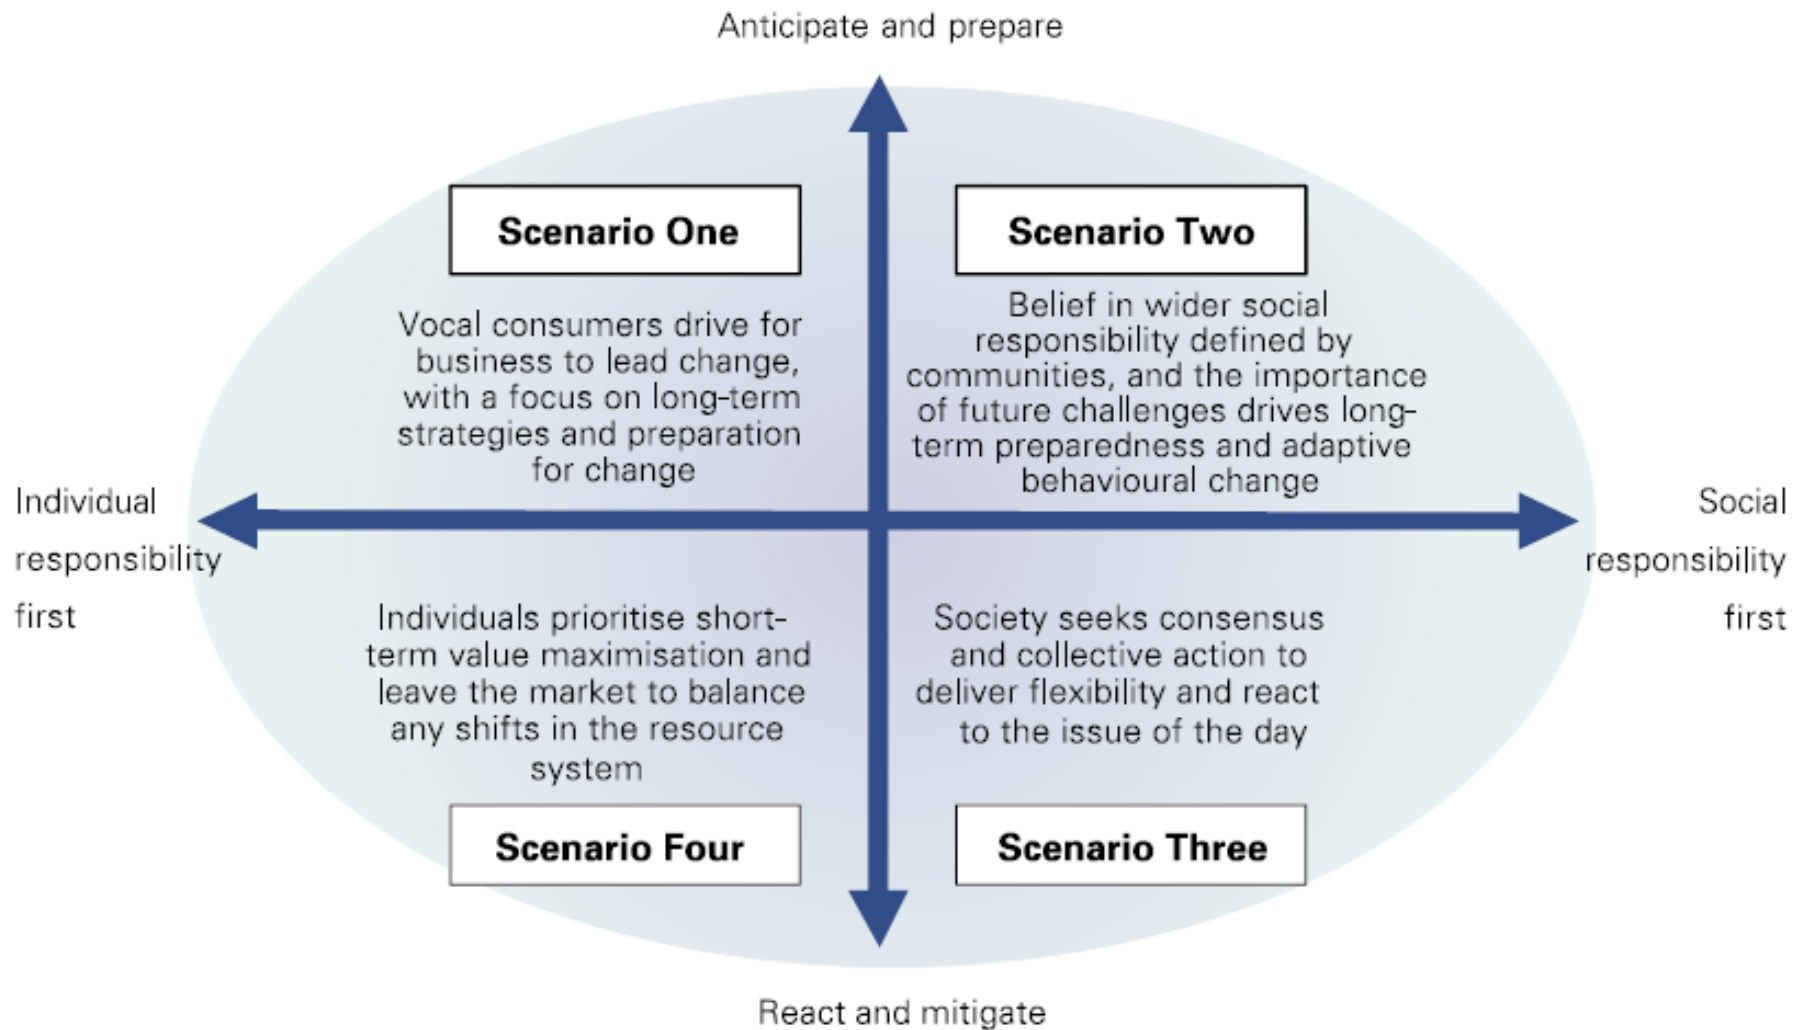 Anticipate and prepare
Scenario One
Vocal consumers drive for
business to lead change,
with a focus on long-term
strategies and preparation
for change
Scenario Two
Belief in wider social
responsibility defined by
communities, and the importance
of future challenges drives long-
term preparedness and adaptive
behavioural change
Individual
responsibility
first
Social
responsibility
first
Individuals prioritise short-
term value maximisation and
leave the market to balance
any shifts in the resource
system
Scenario Four
Society seeks consensus
and collective action to
deliver flexibility and react
to the issue of the day
Scenario Three
React and mitigate